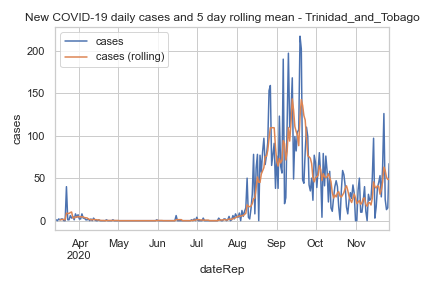 New COVID-19 daily cases and 5 day rolling mean - Trinidad_and_Tobago
cases
cases (rolling)
200
150
100
50
0
cases
Apr May Jun Jul Aug Sep Oct Nov
2020
dateRep